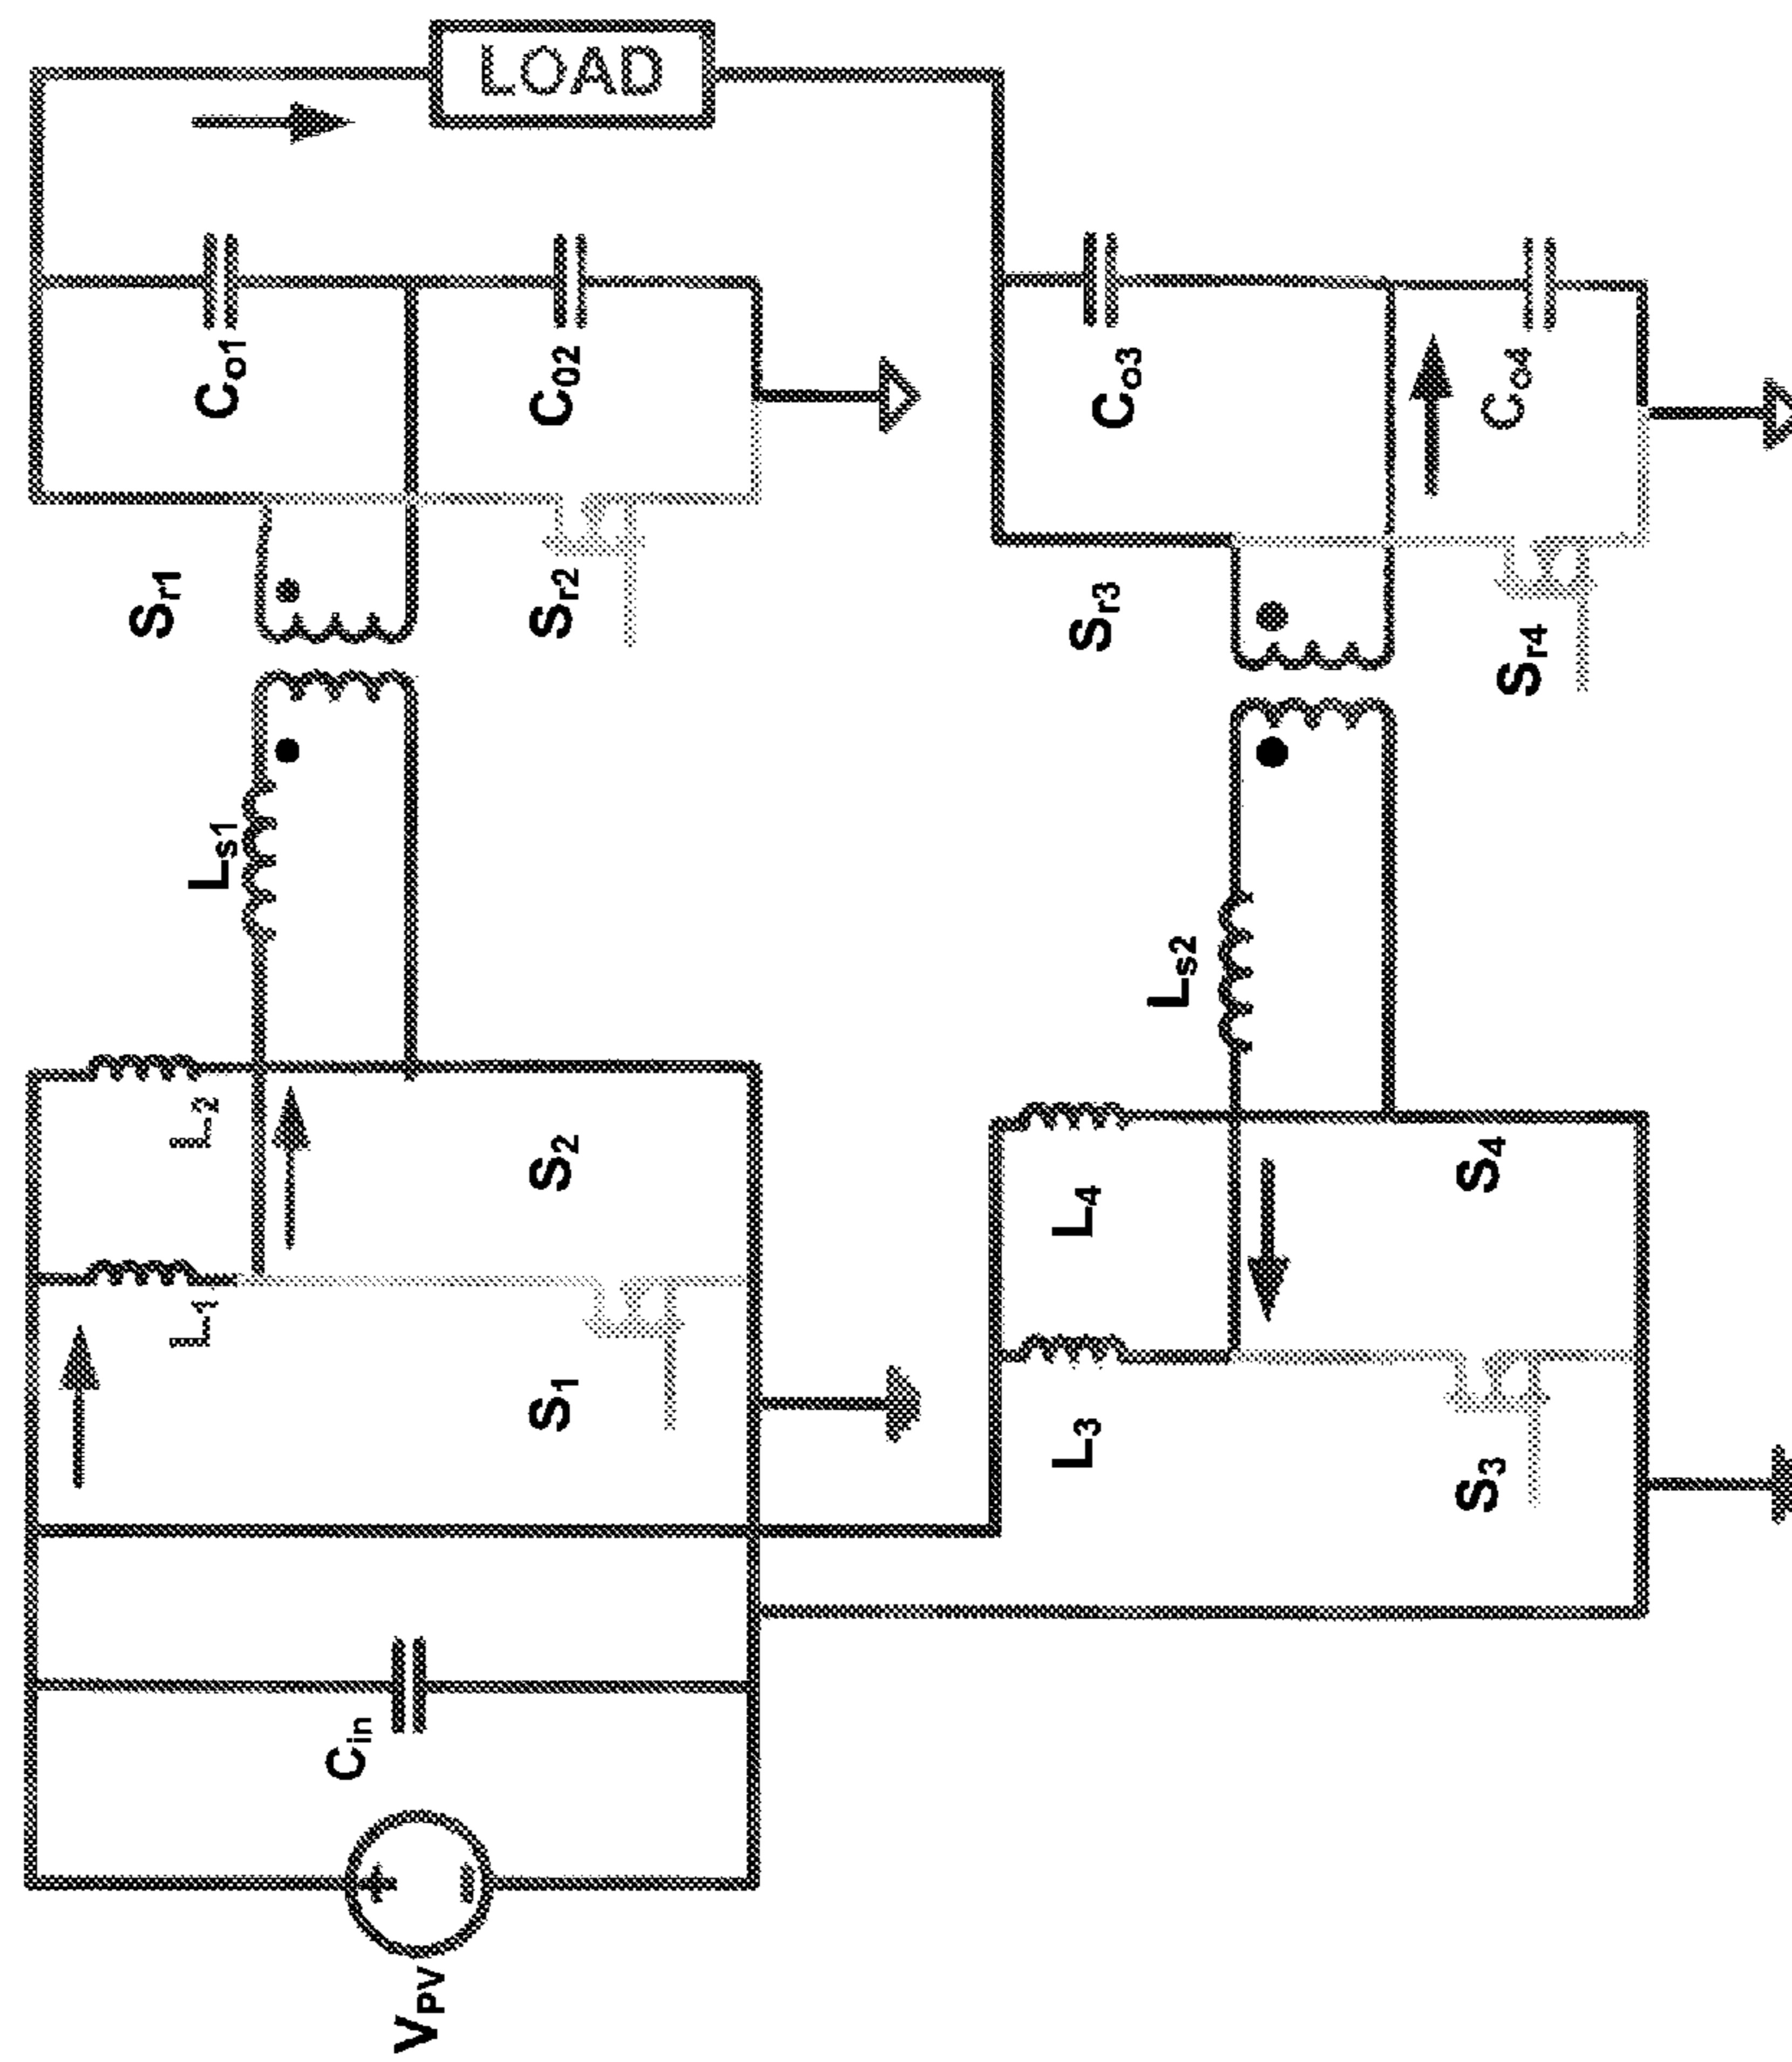 LOAD
Co1
C02
Sr1
Sr2
Co3
Co4
Sr3
Sr4
Ls1
Ls2
L2
L1
S2
S1
L4
L3
S4
S3
Cin
VPV
+
−